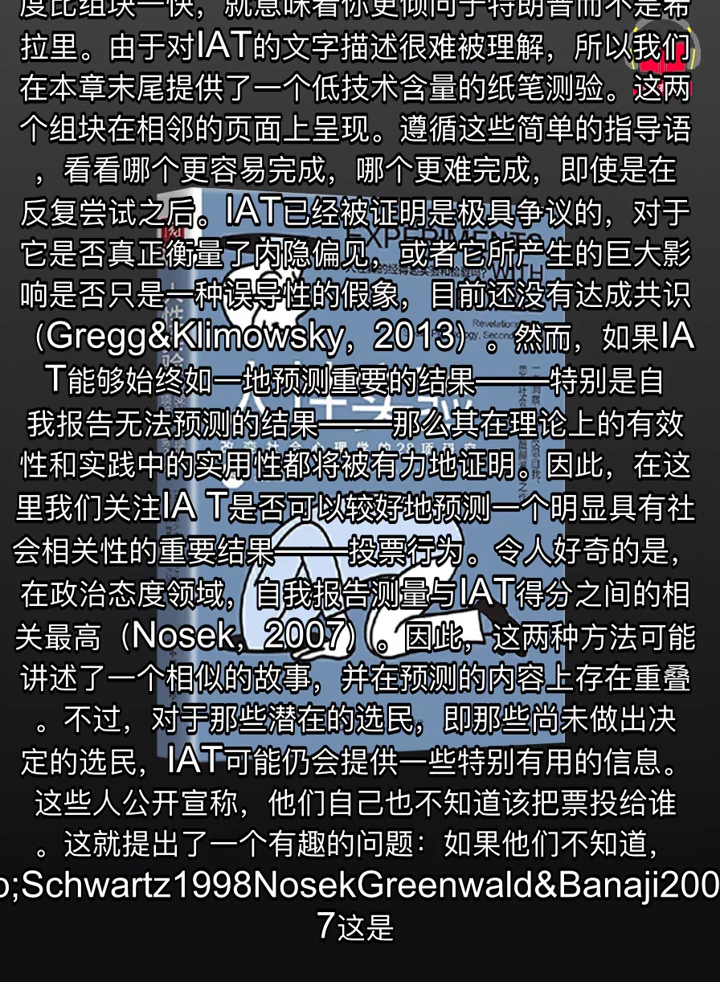 度比组块一快，就意味着你更倾向于特朗普而不是希
拉里。由于对IAT的文字描述很难被理解，所以我们
在本章末尾提供了一个低技术含量的纸笔测验。这两
个组块在相邻的页面上呈现。遵循这些简单的指导语
，看看哪个更容易完成，哪个更难完成，即使是在
反复尝试之后。IAT已经被证明是极具争议的，对于
它是否真正衡量了内隐偏见，或者它所产生的巨大影
响是否只是一种误导性的假象，目前还没有达成共识
（Gregg&Klimowsky，2013）。然而，如果IA
T能够始终如一地预测重要的结果——特别是自
我报告无法预测的结果——那么其在理论上的有效
性和实践中的实用性都将被有力地证明。因此，在这
里我们关注IA T是否可以较好地预测一个明显具有社
会相关性的重要结果——投票行为。令人好奇的是，
在政治态度领域，自我报告测量与IAT得分之间的相
关最高（Nosek，2007）。因此，这两种方法可能
讲述了一个相似的故事，并在预测的内容上存在重叠
。不过，对于那些潜在的选民，即那些尚未做出决
定的选民，IAT可能仍会提供一些特别有用的信息。
这些人公开宣称，他们自己也不知道该把票投给谁
。这就提出了一个有趣的问题：如果他们不知道，
p;Schwartz1998NosekGreenwald&Banaji200
7这是
EXPERIMENTS
WITH